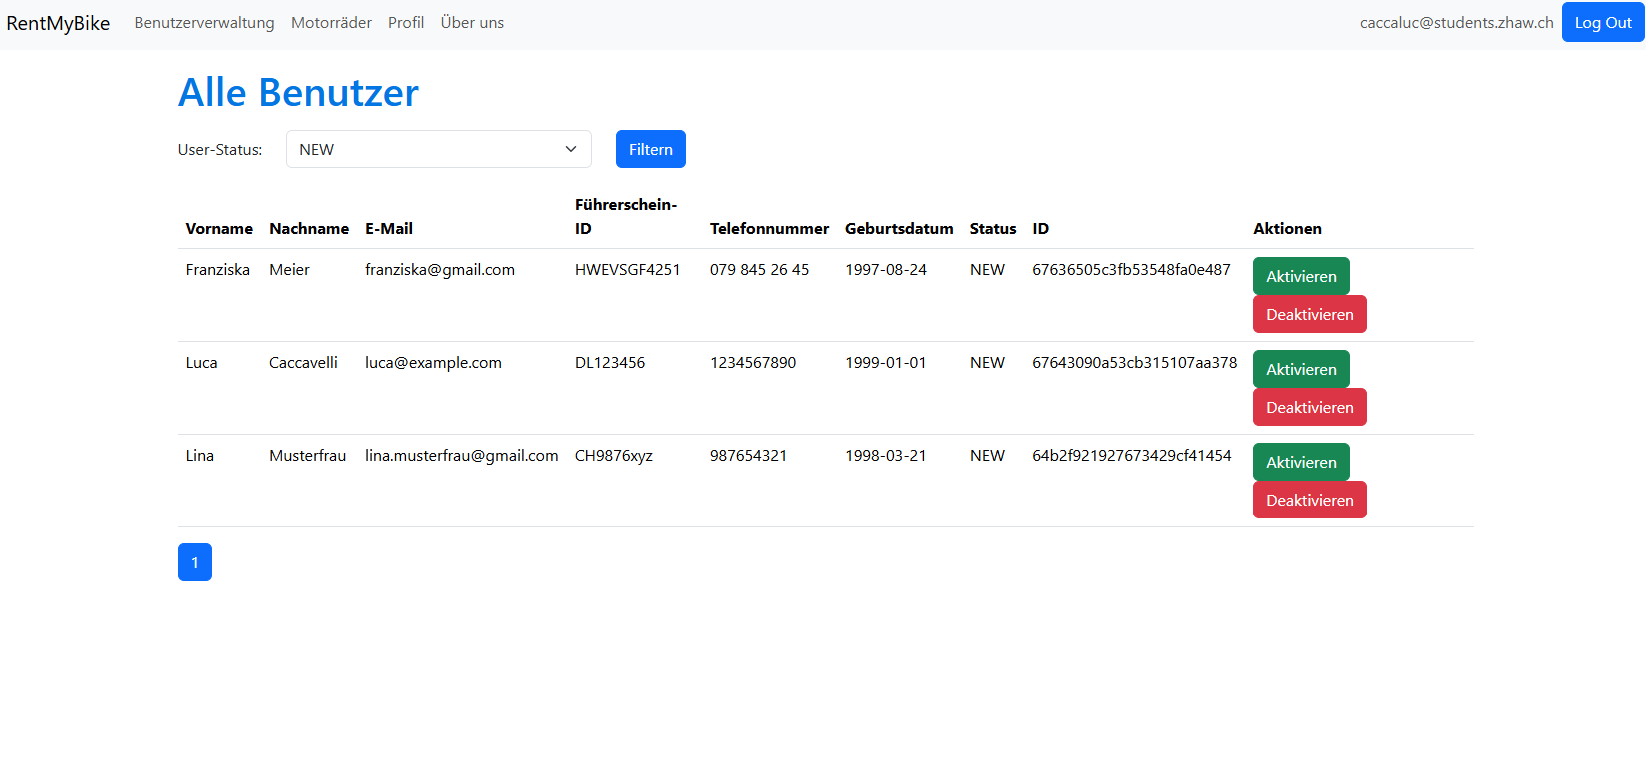 RentMyBike Benutzerverwaltung Motorräder Profil Über uns caccaluc@students.zhaw.ch Log Out
Alle Benutzer
User-Status: NEW Filtern
Vorname Nachname E-Mail Führerschein-ID Telefonnummer Geburtsdatum Status ID Aktionen
Franziska Meier franziska@gmail.com HWEVSGF4251 079 845 26 45 1997-08-24 NEW 67636505c3fb53548fa0e487 Aktivieren
Deaktivieren
Luca Caccavelli luca@example.com DL123456 1234567890 1999-01-01 NEW 67643090a53cb315107aa378 Aktivieren
Deaktivieren
Lina Musterfrau lina.musterfrau@gmail.com CH9876xyz 987654321 1998-03-21 NEW 64b2f921927673429cf41454 Aktivieren
Deaktivieren
1